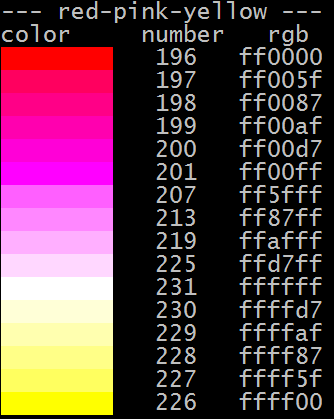 --- red-pink-yellow ---
color number rgb
196 ff0000
197 ff005f
198 ff0087
199 ff00af
200 ff00d7
201 ff00ff
207 ff5fff
213 ff87ff
219 ffafff
225 ffd7ff
231 ffffff
230 ffffd7
229 ffffaf
228 ffff87
227 ffff5f
226 ffff00